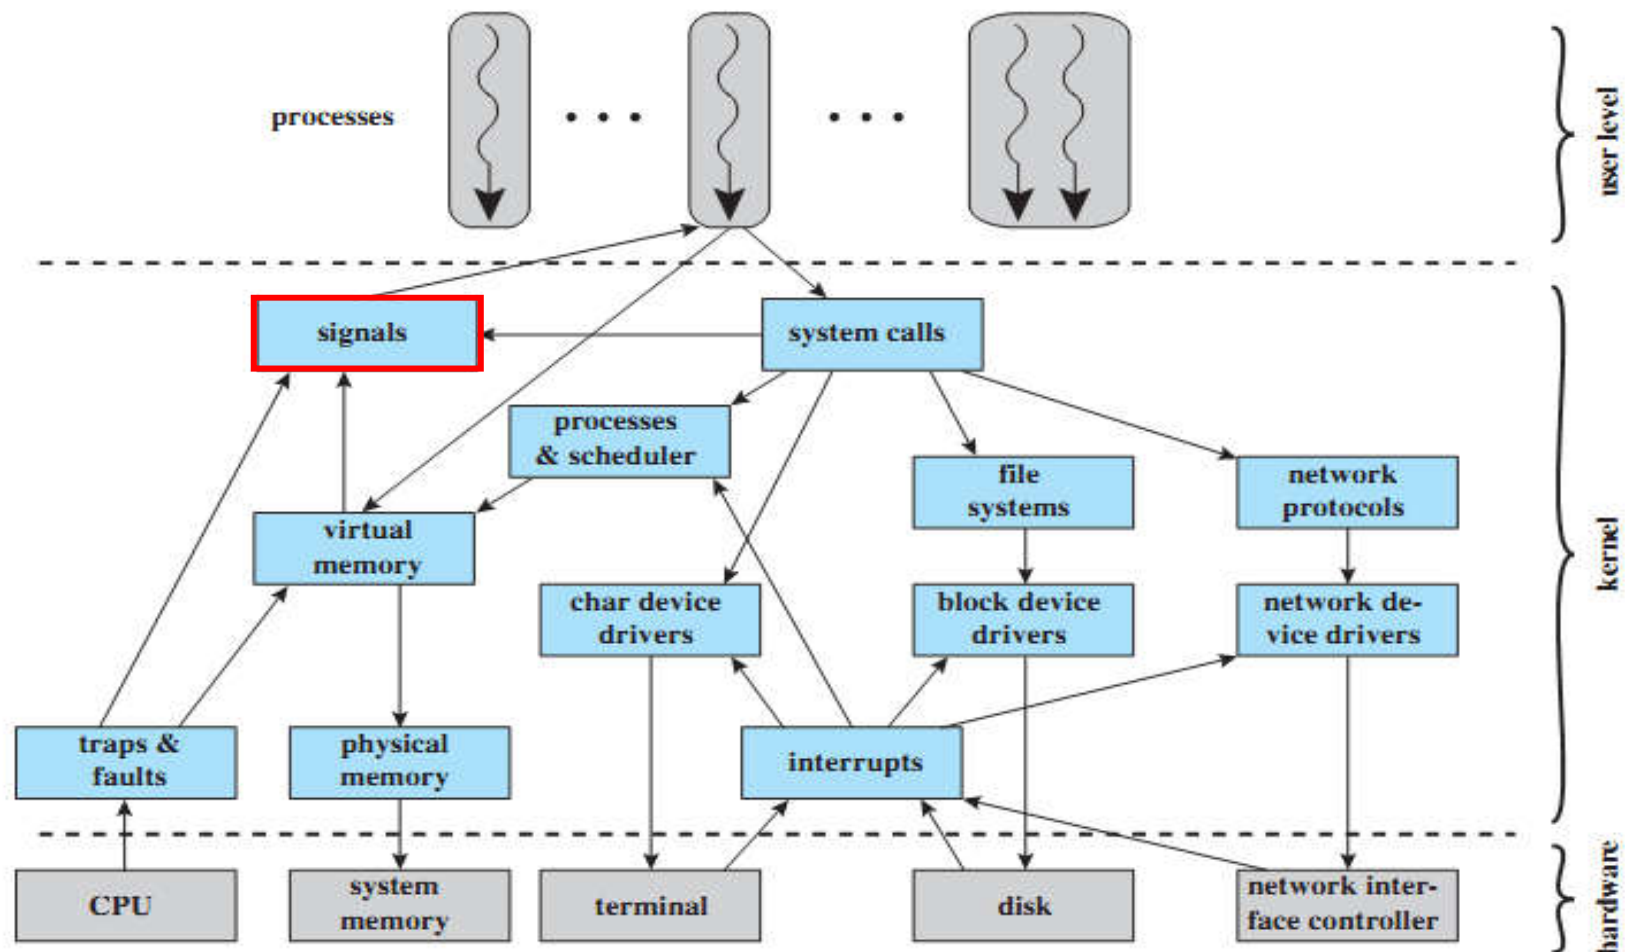 processes
user level
signals
system calls
processes
& scheduler
file
systems
network
protocols
virtual
memory
kernel
char device
drivers
block device
drivers
network de-
vice drivers
traps &
faults
physical
memory
interrupts
CPU
system
memory
terminal
disk
network inter-
face controller
hardware